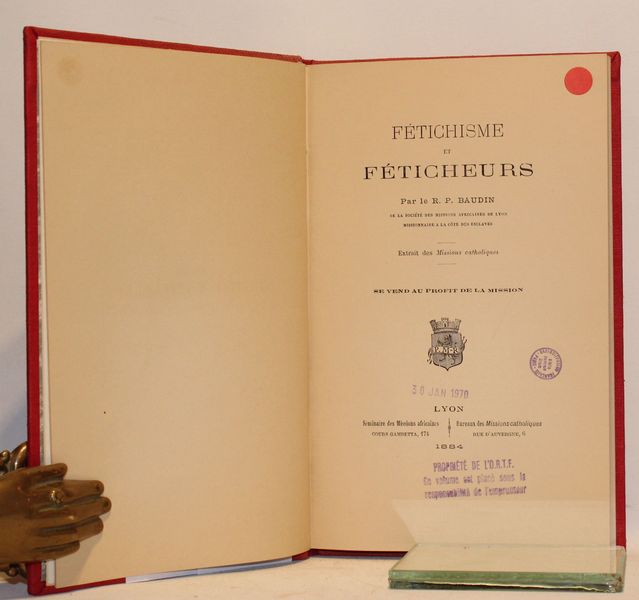 FÉTICHISME
ET
FÉTICHEURS
Par le R. P. BAUDIN
DE LA SOCIÉTÉ DES MISSIONS AFRICAINES DE LYON
MISSIONNAIRE A LA CÔTE DES ESCLAVES
Extrait des Missions catholiques
SE VEND AU PROFIT DE LA MISSION
30 JAN 1970
LYON
Séminaire des Missions africaines
COURS GAMBETTA, 174
Bureaux des Missions catholiques
RUE D'AUVERGNE, 6
1884
PROPRIÉTÉ DE L'O.R.T.F.
Ce volume est placé sous la
responsabilité de l'emprunteur